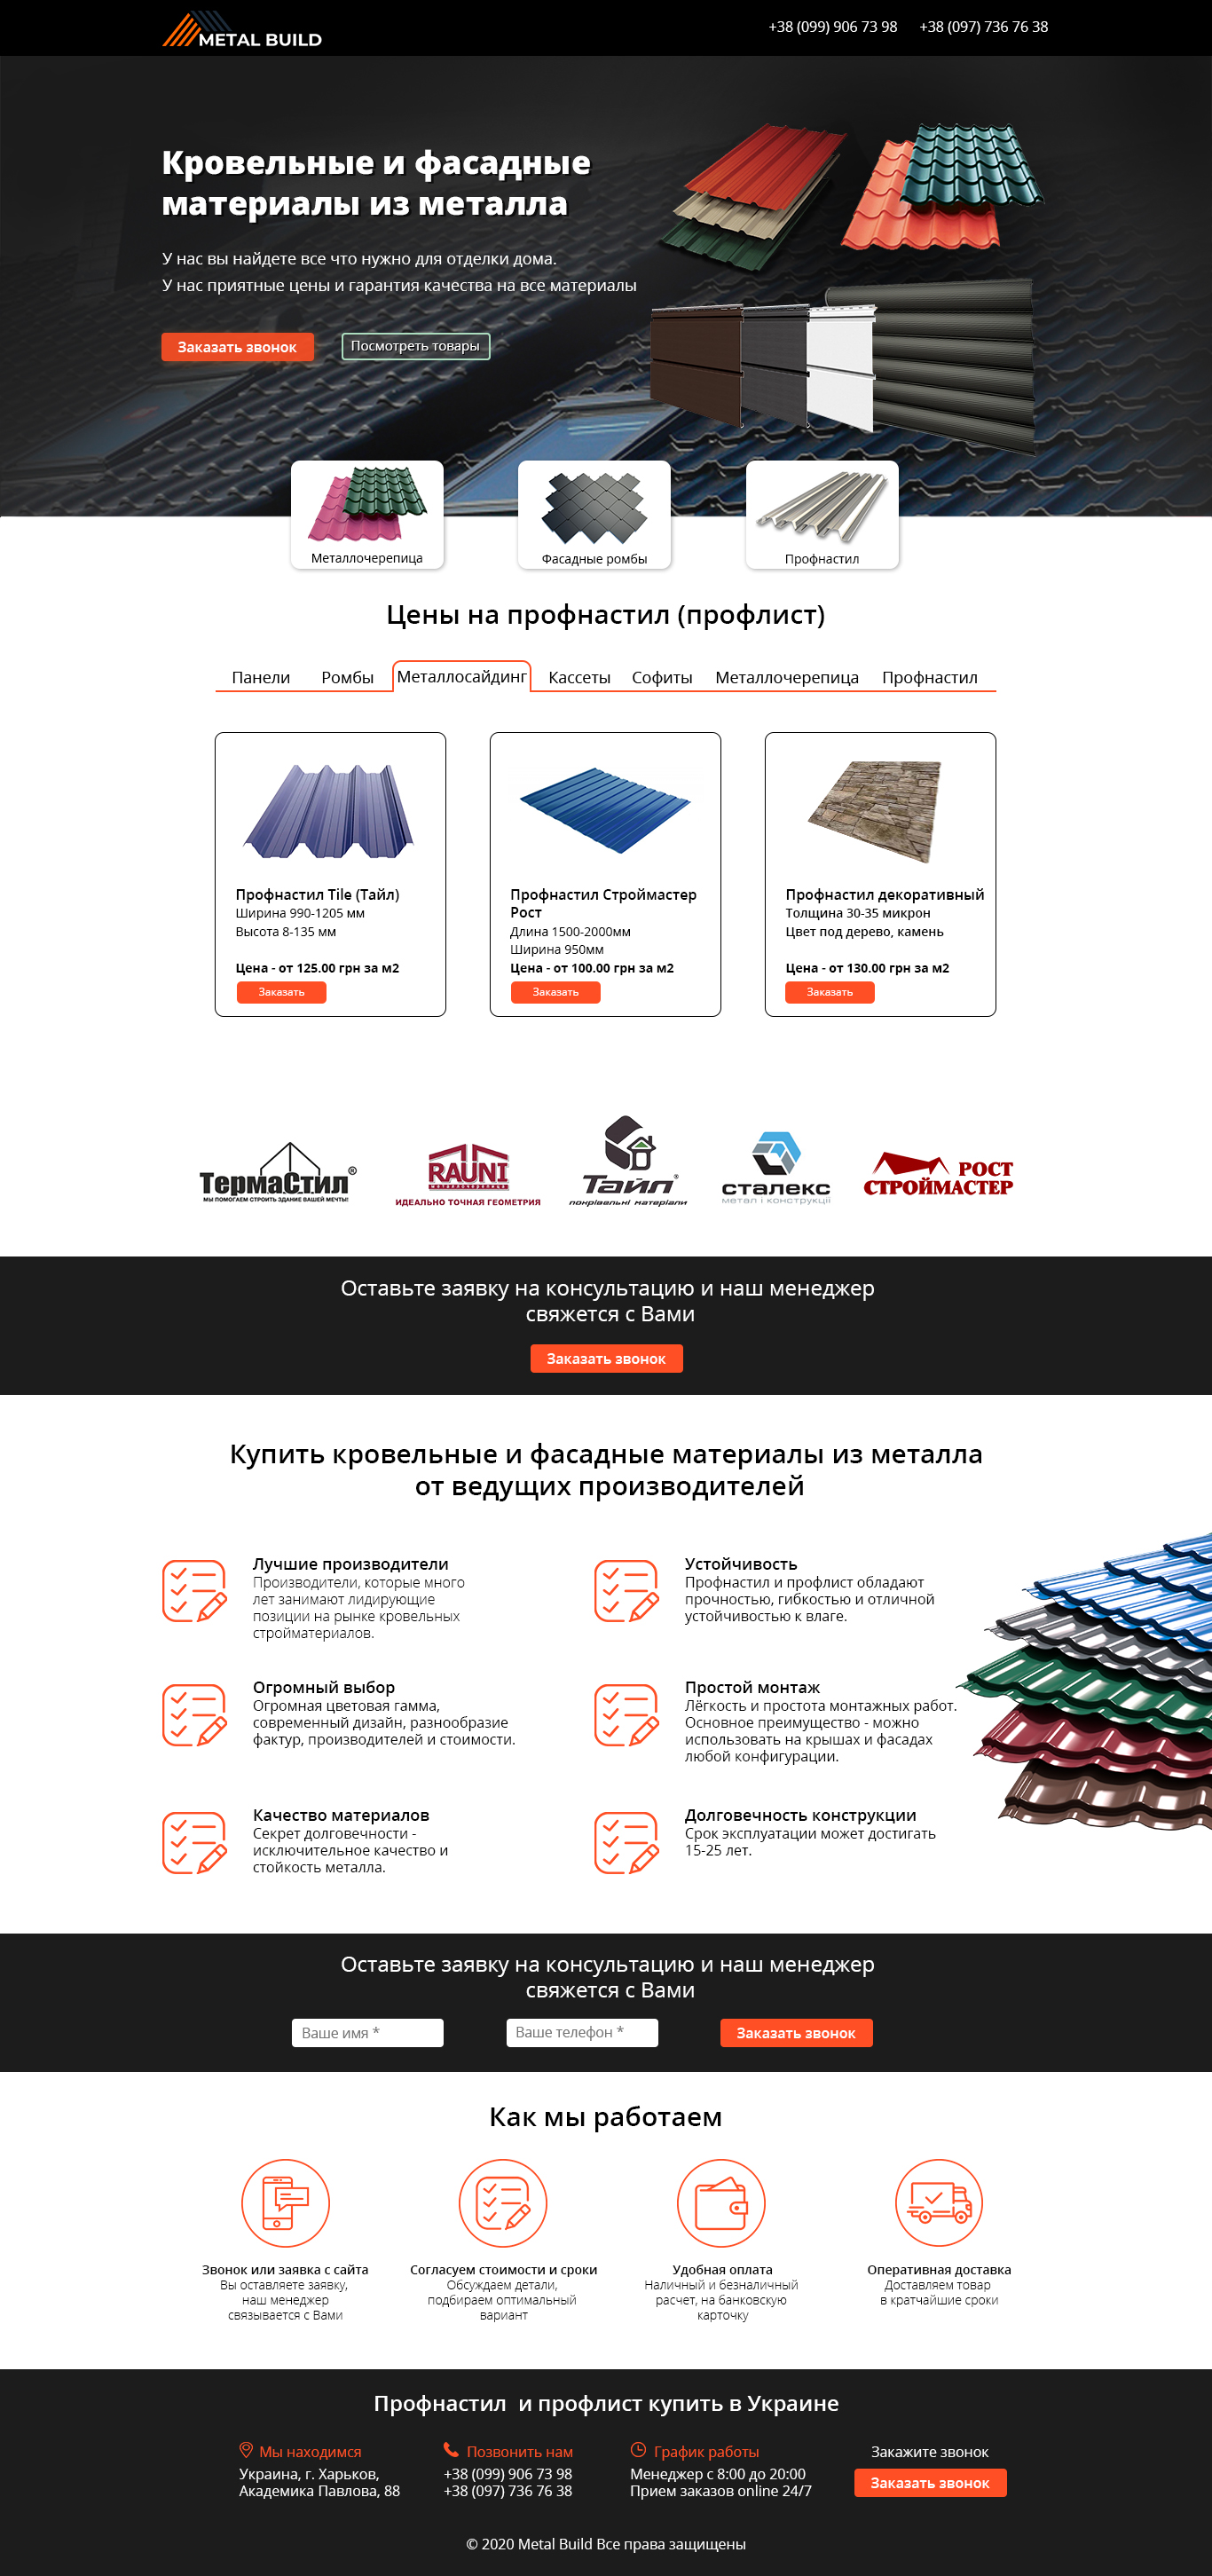 METAL BUILD
+38 (099) 906 73 98
+38 (097) 736 76 38
Кровельные и фасадные
материалы из металла
У нас вы найдете все что нужно для отделки дома.
У нас приятные цены и гарантия качества на все материалы
Заказать звонок
Посмотреть товары
Металлочерепица
Фасадные ромбы
Профнастил
Цены на профнастил (профлист)
Панели
Ромбы
Металлосайдинг
Кассеты
Софиты
Металлочерепица
Профнастил
Профнастил Tile (Тайл)
Ширина 990-1205 мм
Высота 8-135 мм
Цена - от 125.00 грн за м2
Заказать
Профнастил Строймастер
Рост
Длина 1500-2000мм
Ширина 950мм
Цена - от 100.00 грн за м2
Заказать
Профнастил декоративный
Толщина 30-35 микрон
Цвет под дерево, камень
Цена - от 130.00 грн за м2
Заказать
ТермаСтил®
МЫ ПОМОГАЕМ СТРОИТЬ ЗДАНИЕ ВАШЕЙ МЕЧТЫ!
RAUNI
ИДЕАЛЬНО ТОЧНАЯ ГЕОМЕТРИЯ
Тайл®
покрівельні матеріали
сталекс
метал і конструкції
РОСТ
СТРОЙМАСТЕР
Оставьте заявку на консультацию и наш менеджер
свяжется с Вами
Заказать звонок
Купить кровельные и фасадные материалы из металла
от ведущих производителей
Лучшие производители
Производители, которые много
лет занимают лидирующие
позиции на рынке кровельных
стройматериалов.
Устойчивость
Профнастил и профлист обладают
прочностью, гибкостью и отличной
устойчивостью к влаге.
Огромный выбор
Огромная цветовая гамма,
современный дизайн, разнообразие
фактур, производителей и стоимости.
Простой монтаж
Лёгкость и простота монтажных работ.
Основное преимущество - можно
использовать на крышах и фасадах
любой конфигурации.
Качество материалов
Секрет долговечности -
исключительное качество и
стойкость металла.
Долговечность конструкции
Срок эксплуатации может достигать
15-25 лет.
Оставьте заявку на консультацию и наш менеджер
свяжется с Вами
Ваше имя *
Ваше телефон *
Заказать звонок
Как мы работаем
Звонок или заявка с сайта
Вы оставляете заявку,
наш менеджер
связывается с Вами
Согласуем стоимости и сроки
Обсуждаем детали,
подбираем оптимальный
вариант
Удобная оплата
Наличный и безналичный
расчет, на банковскую
карточку
Оперативная доставка
Доставляем товар
в кратчайшие сроки
Профнастил  и профлист купить в Украине
Мы находимся
Украина, г. Харьков,
Академика Павлова, 88
Позвонить нам
+38 (099) 906 73 98
+38 (097) 736 76 38
График работы
Менеджер с 8:00 до 20:00
Прием заказов online 24/7
Закажите звонок
Заказать звонок
© 2020 Metal Build Все права защищены